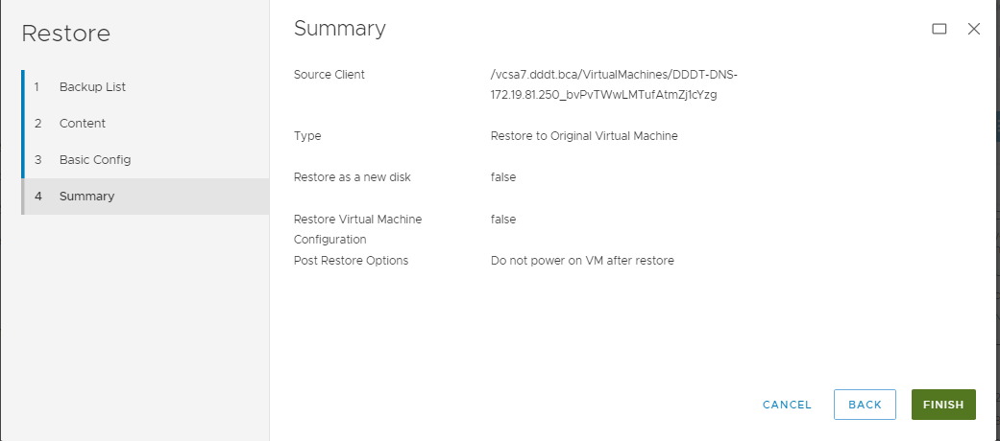 Restore
1 Backup List
2 Content
3 Basic Config
4 Summary
Summary
Source Client
/vcsa7.dddt.bca/VirtualMachines/DDDT-DNS-
172.19.81.250_bvPvTWwLMTufAtmZj1cYzg
Type
Restore to Original Virtual Machine
Restore as a new disk
false
Restore Virtual Machine
Configuration
false
Post Restore Options
Do not power on VM after restore
CANCEL
BACK
FINISH